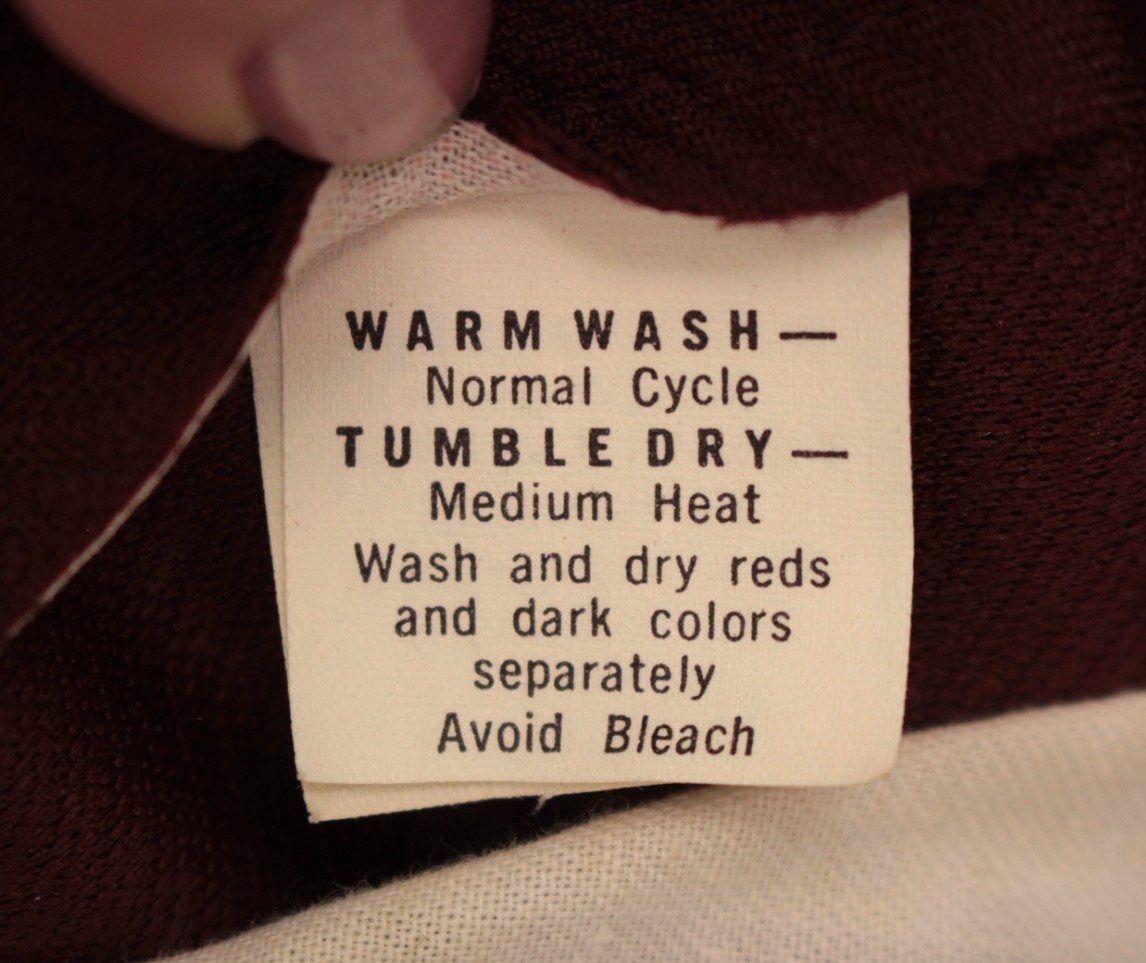 WARM WASH—
Normal Cycle
TUMBLE DRY—
Medium Heat
Wash and dry reds
and dark colors
separately
Avoid Bleach